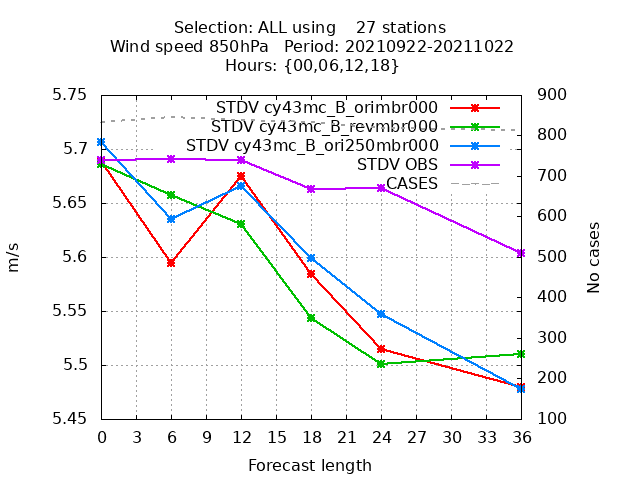 Selection: ALL using    27 stations
Wind speed 850hPa   Period: 20210922-20211022
Hours: {00,06,12,18}
STDV cy43mc_B_orimbr000
STDV cy43mc_B_revmbr000
STDV cy43mc_B_ori250mbr000
STDV OBS
CASES
5.75
5.7
5.65
5.6
5.55
5.5
5.45
m/s
900
800
700
600
500
400
300
200
100
No cases
0 3 6 9 12 15 18 21 24 27 30 33 36
Forecast length